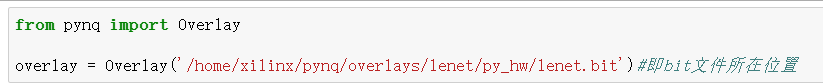 from pynq import Overlay
overlay = Overlay('/home/xilinx/pynq/overlays/lenet/py_hw/lenet.bit')#即bit文件所在位置